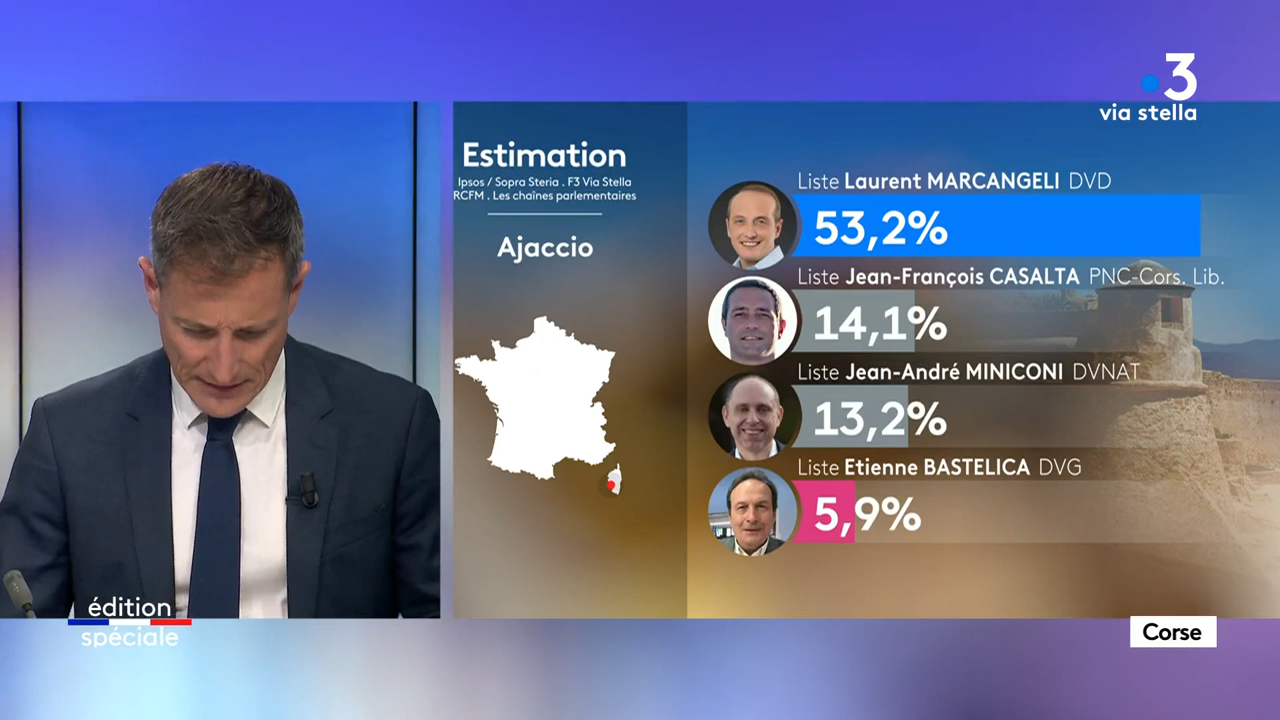 3
via stella
Estimation
Ipsos / Sopra Steria . F3 Via Stella
RCFM . Les chaînes parlementaires
Ajaccio
Liste Laurent MARCANGELI DVD
53,2%
Liste Jean-François CASALTA PNC-Cors. Lib.
14,1%
Liste Jean-André MINICONI DVNAT
13,2%
Liste Etienne BASTELICA DVG
5,9%
édition
spéciale
Corse